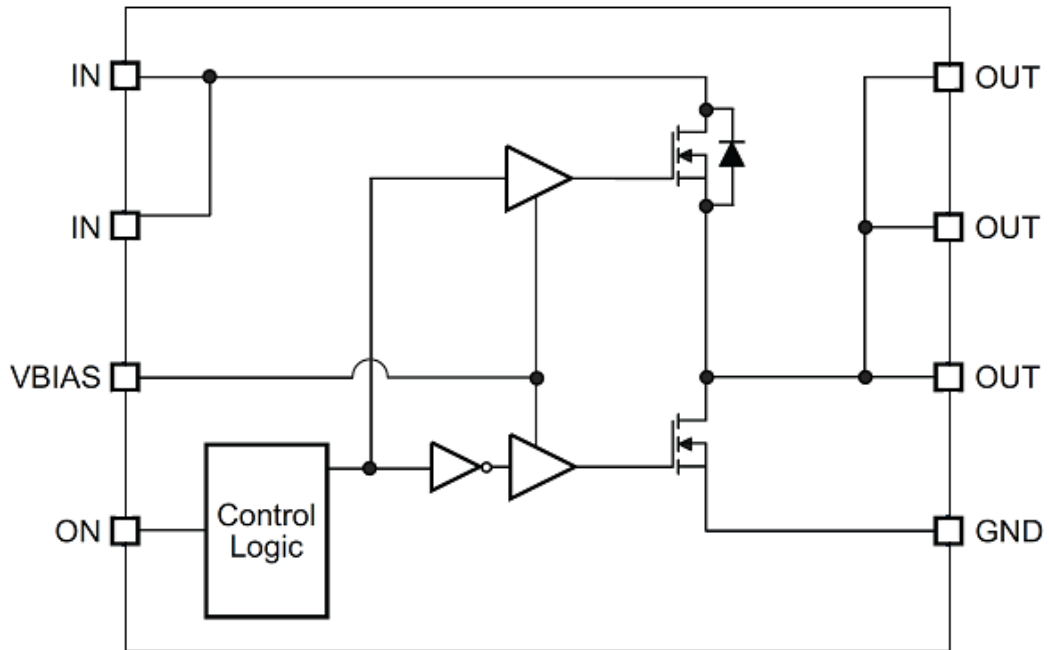 IN
OUT
IN
OUT
VBIAS
OUT
Control
Logic
ON
GND